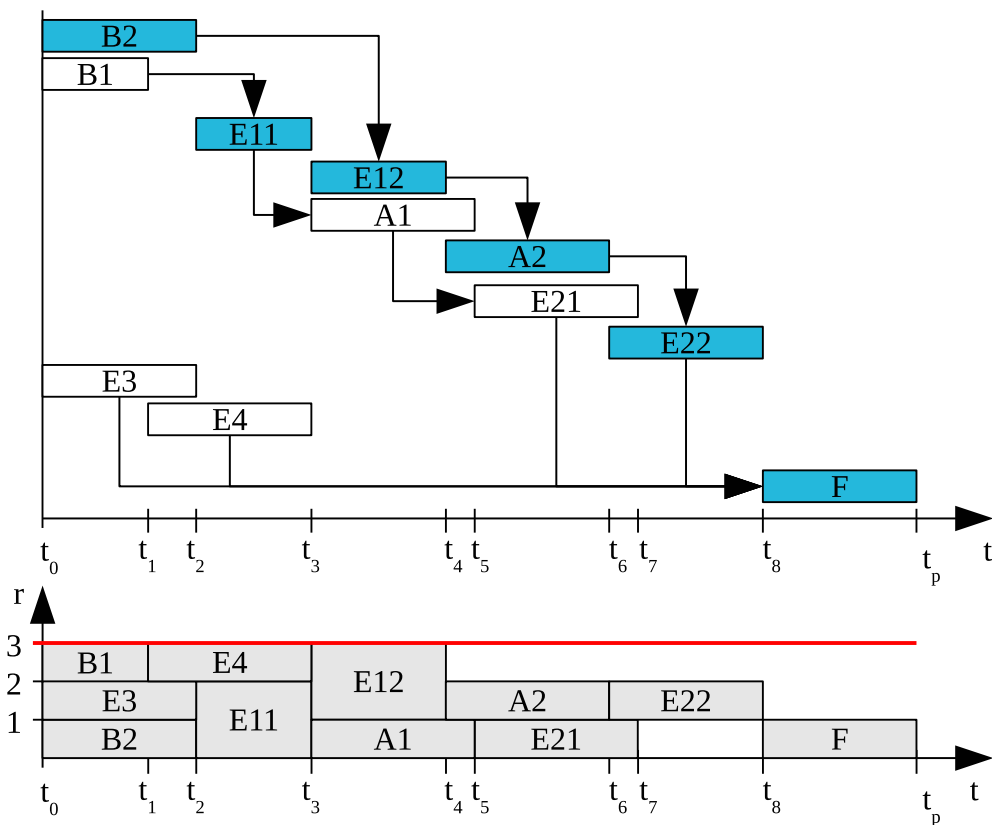 B2
B1
E11
E12
A1
A2
E21
E22
E3
E4
F
t0 t1 t2 t3 t4 t5 t6 t7 t8 tp t
r
3
B1 E4 E12
2
E3 E11 A2 E22
1
B2 A1 E21 F
t0 t1 t2 t3 t4 t5 t6 t7 t8 tp t